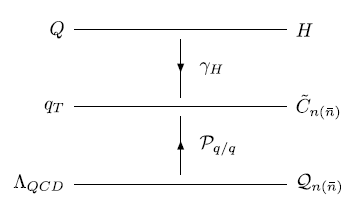 Q H
γ_H
q_T C̃_{n(n̄)}
𝒫_{q/q}
Λ_{QCD} 𝒬_{n(n̄)}